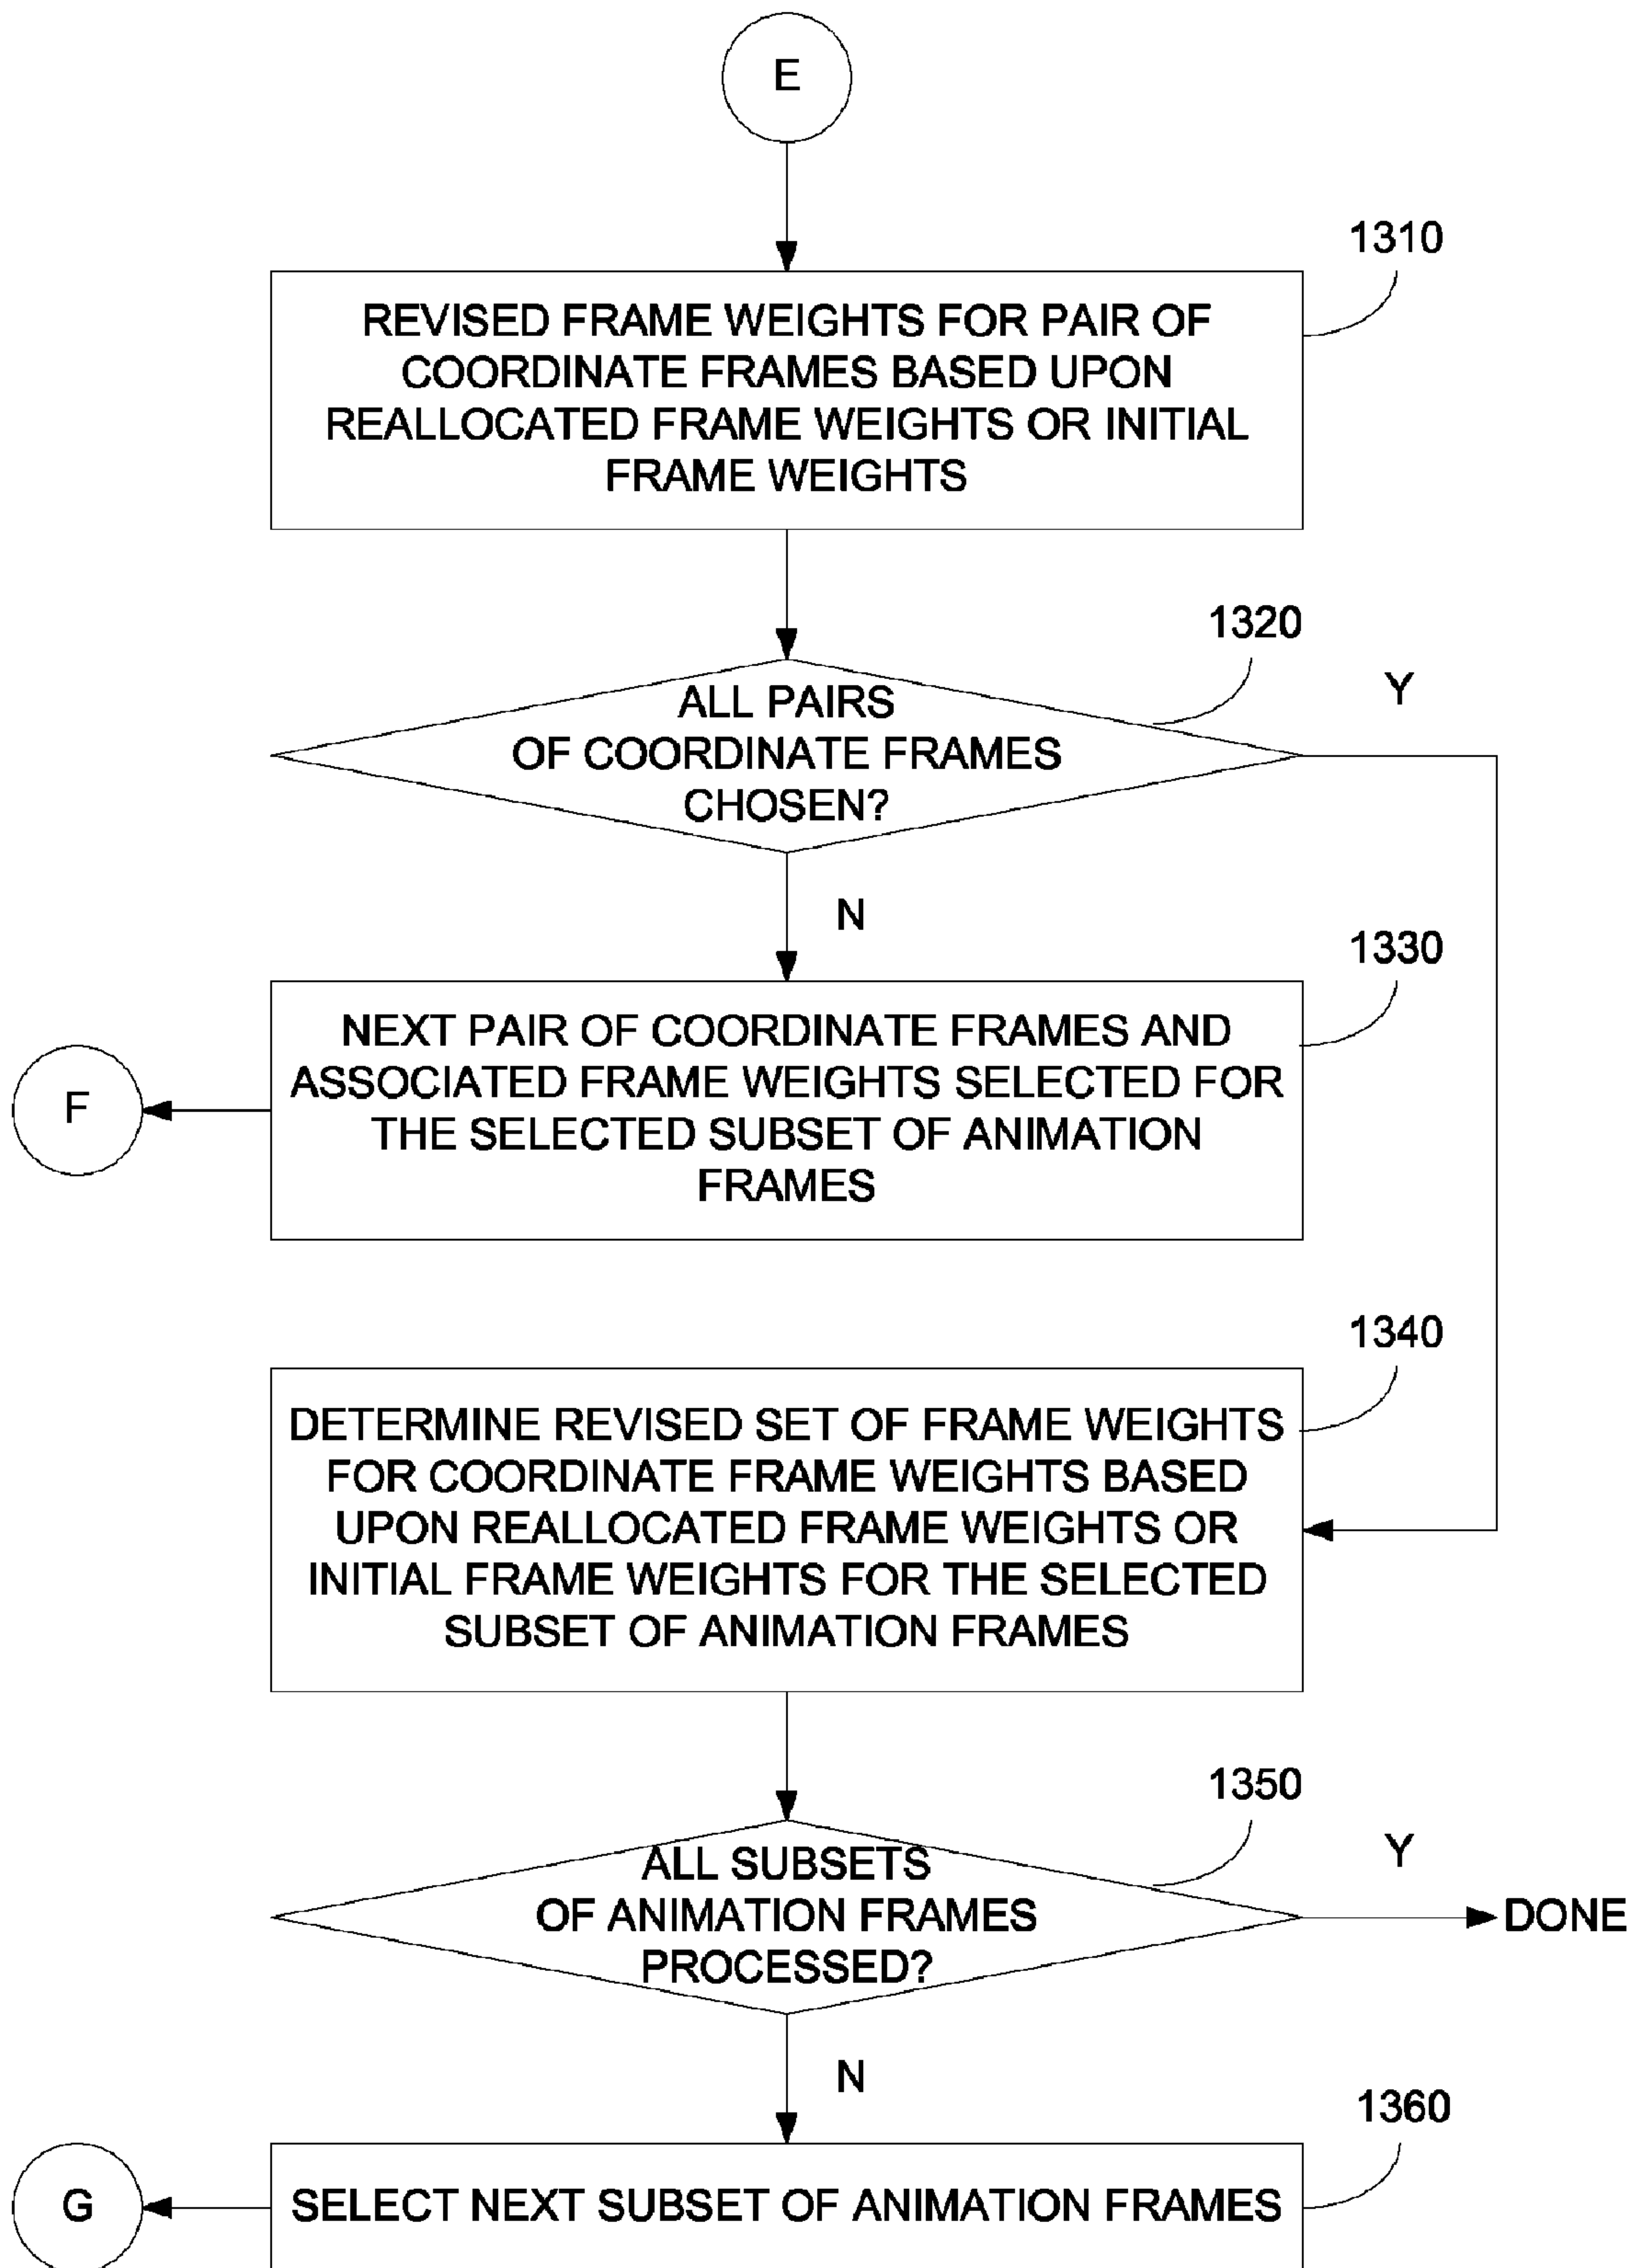 E
1310
REVISED FRAME WEIGHTS FOR PAIR OF
COORDINATE FRAMES BASED UPON
REALLOCATED FRAME WEIGHTS OR INITIAL
FRAME WEIGHTS
1320
Y
ALL PAIRS
OF COORDINATE FRAMES
CHOSEN?
N
1330
NEXT PAIR OF COORDINATE FRAMES AND
ASSOCIATED FRAME WEIGHTS SELECTED FOR
THE SELECTED SUBSET OF ANIMATION
FRAMES
F
1340
DETERMINE REVISED SET OF FRAME WEIGHTS
FOR COORDINATE FRAME WEIGHTS BASED
UPON REALLOCATED FRAME WEIGHTS OR
INITIAL FRAME WEIGHTS FOR THE SELECTED
SUBSET OF ANIMATION FRAMES
1350
Y
ALL SUBSETS
OF ANIMATION FRAMES
PROCESSED?
DONE
N
1360
G
SELECT NEXT SUBSET OF ANIMATION FRAMES